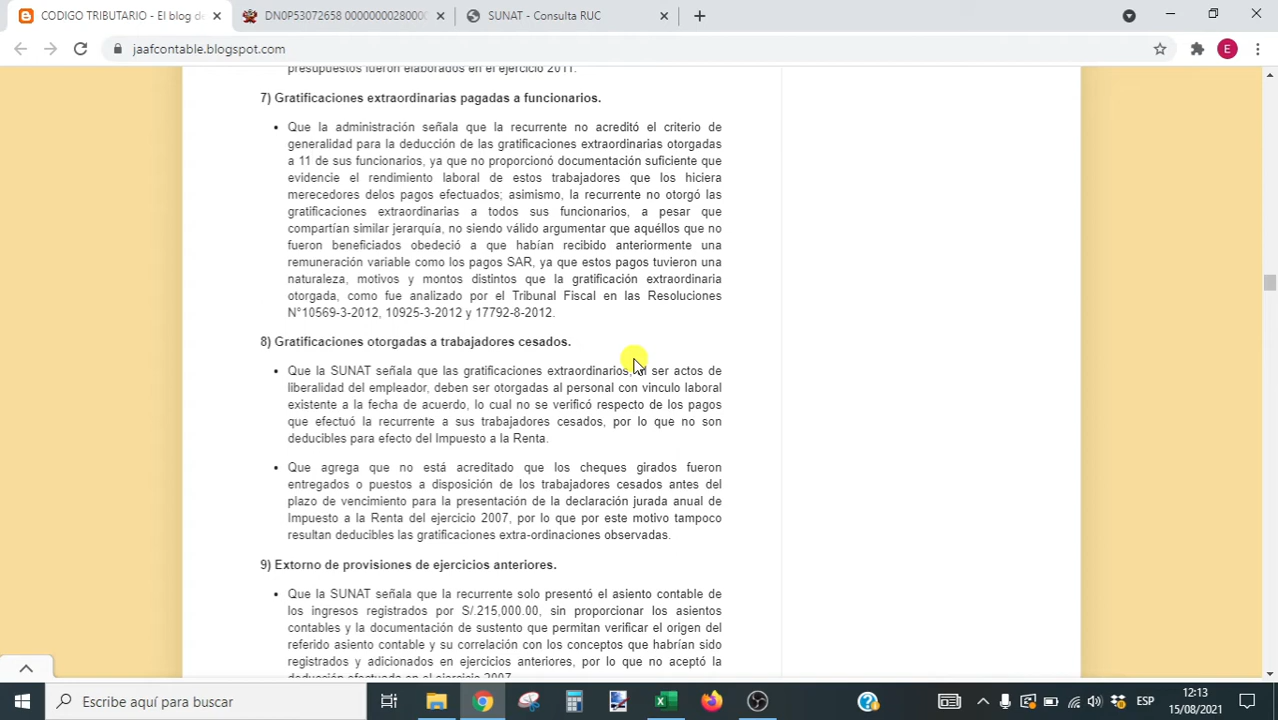 CODIGO TRIBUTARIO - El blog de
DN0P53072658 00000000280000
SUNAT - Consulta RUC
jaafcontable.blogspot.com
E
presupuestos fueron elaborados en el ejercicio 2011.
7) Gratificaciones extraordinarias pagadas a funcionarios.
• Que la administración señala que la recurrente no acreditó el criterio de
generalidad para la deducción de las gratificaciones extraordinarias otorgadas
a 11 de sus funcionarios, ya que no proporcionó documentación suficiente que
evidencie el rendimiento laboral de estos trabajadores que los hiciera
merecedores delos pagos efectuados; asimismo, la recurrente no otorgó las
gratificaciones extraordinarias a todos sus funcionarios, a pesar que
compartían similar jerarquía, no siendo válido argumentar que aquéllos que no
fueron beneficiados obedeció a que habían recibido anteriormente una
remuneración variable como los pagos SAR, ya que estos pagos tuvieron una
naturaleza, motivos y montos distintos que la gratificación extraordinaria
otorgada, como fue analizado por el Tribunal Fiscal en las Resoluciones
N°10569-3-2012, 10925-3-2012 y 17792-8-2012.
8) Gratificaciones otorgadas a trabajadores cesados.
• Que la SUNAT señala que las gratificaciones extraordinarios, al ser actos de
liberalidad del empleador, deben ser otorgadas al personal con vinculo laboral
existente a la fecha de acuerdo, lo cual no se verificó respecto de los pagos
que efectuó la recurrente a sus trabajadores cesados, por lo que no son
deducibles para efecto del Impuesto a la Renta.
• Que agrega que no está acreditado que los cheques girados fueron
entregados o puestos a disposición de los trabajadores cesados antes del
plazo de vencimiento para la presentación de la declaración jurada anual de
Impuesto a la Renta del ejercicio 2007, por lo que por este motivo tampoco
resultan deducibles las gratificaciones extra-ordinaciones observadas.
9) Extorno de provisiones de ejercicios anteriores.
• Que la SUNAT señala que la recurrente solo presentó el asiento contable de
los ingresos registrados por S/.215,000.00, sin proporcionar los asientos
contables y la documentación de sustento que permitan verificar el origen del
referido asiento contable y su correlación con los conceptos que habrían sido
registrados y adicionados en ejercicios anteriores, por lo que no aceptó la
deducción efectuada en el ejercicio 2007.
Escribe aquí para buscar
ESP
12:13
15/08/2021